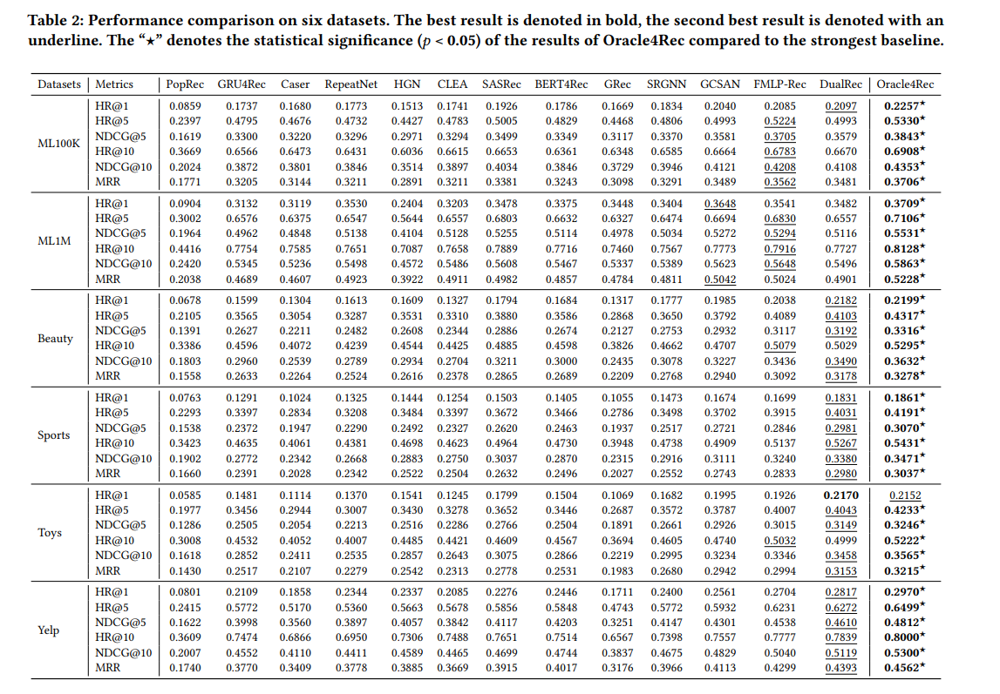 Table 2: Performance comparison on six datasets. The best result is denoted in bold, the second best result is denoted with an
underline. The “★” denotes the statistical significance (p < 0.05) of the results of Oracle4Rec compared to the strongest baseline.
Datasets Metrics PopRec GRU4Rec Caser RepeatNet HGN CLEA SASRec BERT4Rec GRec SRGNN GCSAN FMLP-Rec DualRec Oracle4Rec
ML100K
HR@1 0.0859 0.1737 0.1680 0.1773 0.1513 0.1741 0.1926 0.1786 0.1669 0.1834 0.2040 0.2085 0.2097 0.2257★
HR@5 0.2397 0.4795 0.4676 0.4732 0.4427 0.4783 0.5005 0.4829 0.4468 0.4806 0.4993 0.5224 0.4993 0.5330★
NDCG@5 0.1619 0.3300 0.3220 0.3296 0.2971 0.3294 0.3499 0.3349 0.3117 0.3370 0.3581 0.3705 0.3579 0.3843★
HR@10 0.3669 0.6566 0.6473 0.6431 0.6036 0.6615 0.6653 0.6361 0.6348 0.6585 0.6664 0.6783 0.6670 0.6908★
NDCG@10 0.2024 0.3872 0.3801 0.3846 0.3514 0.3897 0.4034 0.3846 0.3729 0.3946 0.4121 0.4208 0.4108 0.4353★
MRR 0.1771 0.3205 0.3144 0.3211 0.2891 0.3211 0.3381 0.3243 0.3098 0.3291 0.3489 0.3562 0.3481 0.3706★
ML1M
HR@1 0.0904 0.3132 0.3119 0.3530 0.2404 0.3203 0.3478 0.3375 0.3448 0.3404 0.3648 0.3541 0.3482 0.3709★
HR@5 0.3002 0.6576 0.6375 0.6547 0.5644 0.6557 0.6803 0.6632 0.6327 0.6474 0.6694 0.6830 0.6557 0.7106★
NDCG@5 0.1964 0.4962 0.4848 0.5138 0.4104 0.5128 0.5255 0.5114 0.4978 0.5034 0.5272 0.5294 0.5116 0.5531★
HR@10 0.4416 0.7754 0.7585 0.7651 0.7087 0.7658 0.7889 0.7716 0.7460 0.7567 0.7773 0.7916 0.7727 0.8128★
NDCG@10 0.2420 0.5345 0.5236 0.5498 0.4572 0.5486 0.5608 0.5467 0.5337 0.5389 0.5623 0.5648 0.5496 0.5863★
MRR 0.2038 0.4689 0.4607 0.4923 0.3922 0.4911 0.4982 0.4857 0.4784 0.4811 0.5042 0.5024 0.4901 0.5228★
Beauty
HR@1 0.0678 0.1599 0.1304 0.1613 0.1609 0.1327 0.1794 0.1684 0.1317 0.1777 0.1985 0.2038 0.2182 0.2199★
HR@5 0.2105 0.3565 0.3054 0.3287 0.3531 0.3310 0.3880 0.3586 0.2868 0.3650 0.3792 0.4089 0.4103 0.4317★
NDCG@5 0.1391 0.2627 0.2211 0.2482 0.2608 0.2344 0.2886 0.2674 0.2127 0.2753 0.2932 0.3117 0.3192 0.3316★
HR@10 0.3386 0.4596 0.4072 0.4239 0.4544 0.4425 0.4885 0.4598 0.3826 0.4662 0.4707 0.5079 0.5029 0.5295★
NDCG@10 0.1803 0.2960 0.2539 0.2789 0.2934 0.2704 0.3211 0.3000 0.2435 0.3078 0.3227 0.3436 0.3490 0.3632★
MRR 0.1558 0.2633 0.2264 0.2524 0.2616 0.2378 0.2865 0.2689 0.2209 0.2768 0.2940 0.3092 0.3178 0.3278★
Sports
HR@1 0.0763 0.1291 0.1024 0.1325 0.1444 0.1254 0.1503 0.1405 0.1055 0.1473 0.1674 0.1699 0.1831 0.1861★
HR@5 0.2293 0.3397 0.2834 0.3208 0.3484 0.3397 0.3672 0.3466 0.2786 0.3498 0.3702 0.3915 0.4031 0.4191★
NDCG@5 0.1538 0.2372 0.1947 0.2290 0.2492 0.2327 0.2620 0.2463 0.1937 0.2517 0.2721 0.2846 0.2981 0.3070★
HR@10 0.3423 0.4635 0.4061 0.4381 0.4698 0.4623 0.4964 0.4730 0.3948 0.4738 0.4909 0.5137 0.5267 0.5431★
NDCG@10 0.1902 0.2772 0.2342 0.2668 0.2883 0.2750 0.3037 0.2870 0.2315 0.2916 0.3111 0.3240 0.3380 0.3471★
MRR 0.1660 0.2391 0.2028 0.2342 0.2522 0.2504 0.2632 0.2496 0.2027 0.2552 0.2743 0.2833 0.2980 0.3037★
Toys
HR@1 0.0585 0.1481 0.1114 0.1370 0.1541 0.1245 0.1799 0.1504 0.1069 0.1682 0.1995 0.1926 0.2170 0.2152
HR@5 0.1977 0.3456 0.2944 0.3007 0.3430 0.3278 0.3652 0.3446 0.2687 0.3572 0.3787 0.4007 0.4043 0.4233★
NDCG@5 0.1286 0.2505 0.2054 0.2213 0.2516 0.2286 0.2766 0.2504 0.1891 0.2661 0.2926 0.3015 0.3149 0.3246★
HR@10 0.3008 0.4532 0.4052 0.4007 0.4485 0.4421 0.4609 0.4567 0.3694 0.4605 0.4740 0.5032 0.4999 0.5222★
NDCG@10 0.1618 0.2852 0.2411 0.2535 0.2857 0.2643 0.3075 0.2866 0.2219 0.2995 0.3234 0.3346 0.3458 0.3565★
MRR 0.1430 0.2517 0.2107 0.2279 0.2542 0.2313 0.2778 0.2531 0.1983 0.2680 0.2942 0.2994 0.3153 0.3215★
Yelp
HR@1 0.0801 0.2109 0.1858 0.2344 0.2337 0.2085 0.2276 0.2446 0.1711 0.2400 0.2561 0.2704 0.2817 0.2970★
HR@5 0.2415 0.5772 0.5170 0.5360 0.5663 0.5678 0.5856 0.5848 0.4743 0.5772 0.5932 0.6231 0.6272 0.6499★
NDCG@5 0.1622 0.3998 0.3560 0.3897 0.4057 0.3842 0.4117 0.4203 0.3251 0.4147 0.4301 0.4538 0.4610 0.4812★
HR@10 0.3609 0.7474 0.6866 0.6950 0.7306 0.7488 0.7651 0.7514 0.6567 0.7398 0.7557 0.7777 0.7839 0.8000★
NDCG@10 0.2007 0.4552 0.4110 0.4411 0.4589 0.4465 0.4699 0.4744 0.3837 0.4675 0.4829 0.5040 0.5119 0.5300★
MRR 0.1740 0.3770 0.3409 0.3778 0.3885 0.3669 0.3915 0.4017 0.3176 0.3966 0.4113 0.4299 0.4393 0.4562★